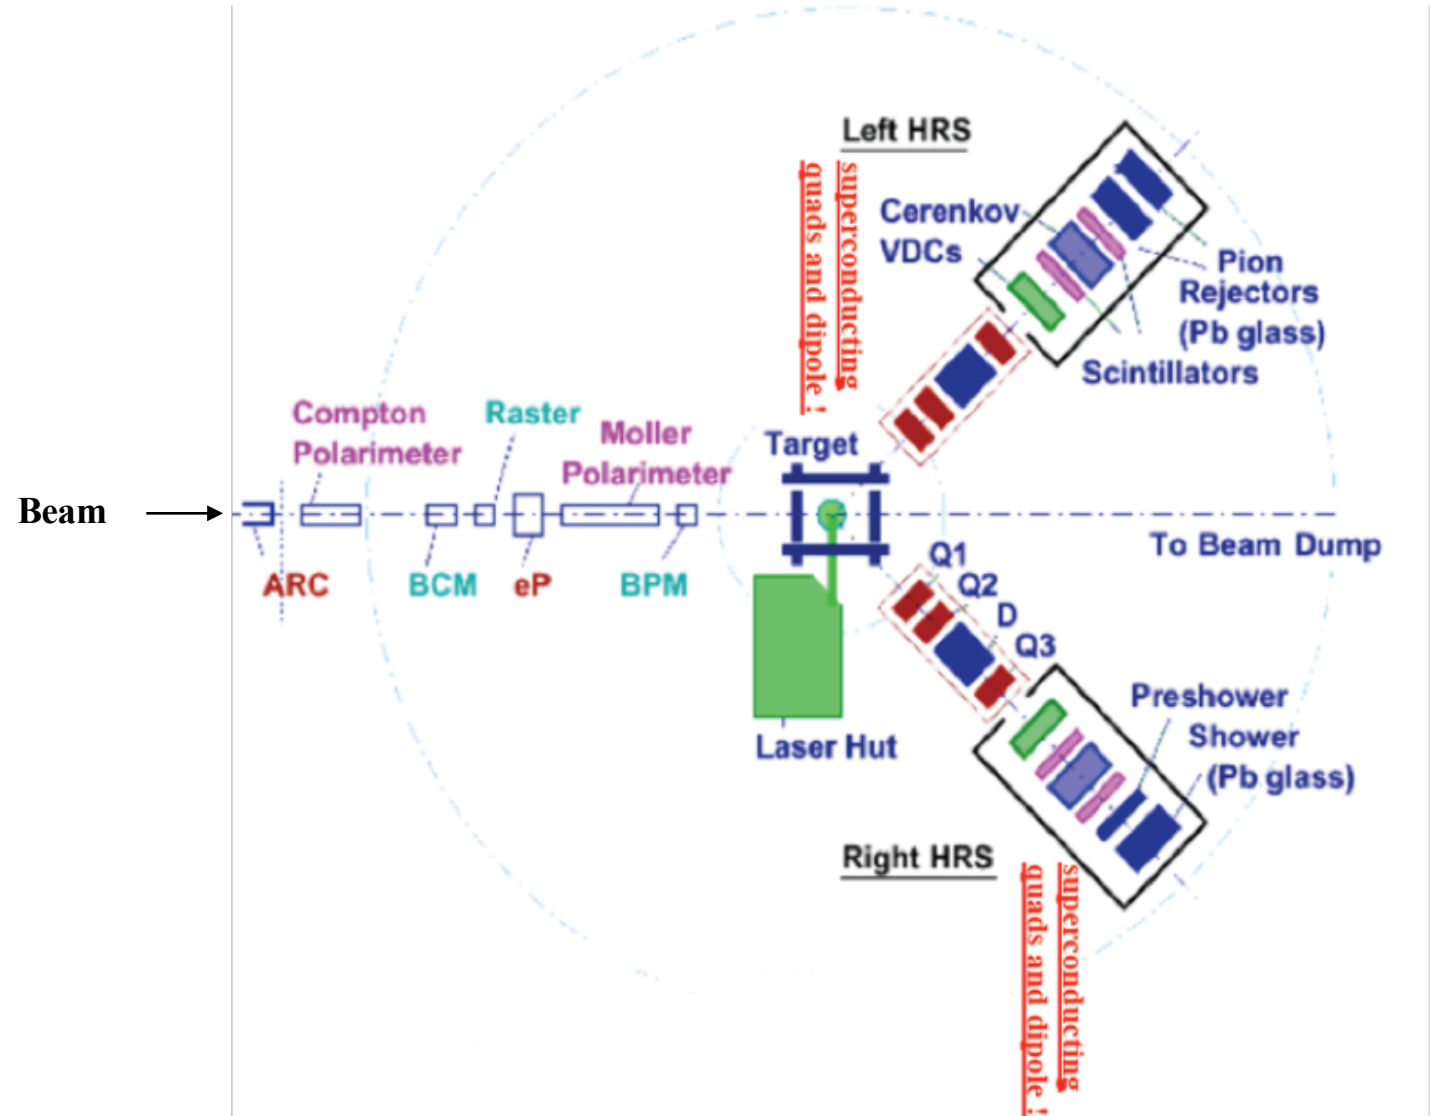 Left HRS
superconducting
quads and dipole !
Cerenkov
VDCs
Pion
Rejectors
(Pb glass)
Scintillators
Compton
Polarimeter
Raster
Moller
Polarimeter
Target
Beam
To Beam Dump
ARC
BCM
eP
BPM
Q1
Q2
D
Q3
Laser Hut
Preshower
Shower
(Pb glass)
Right HRS
superconducting
quads and dipole !